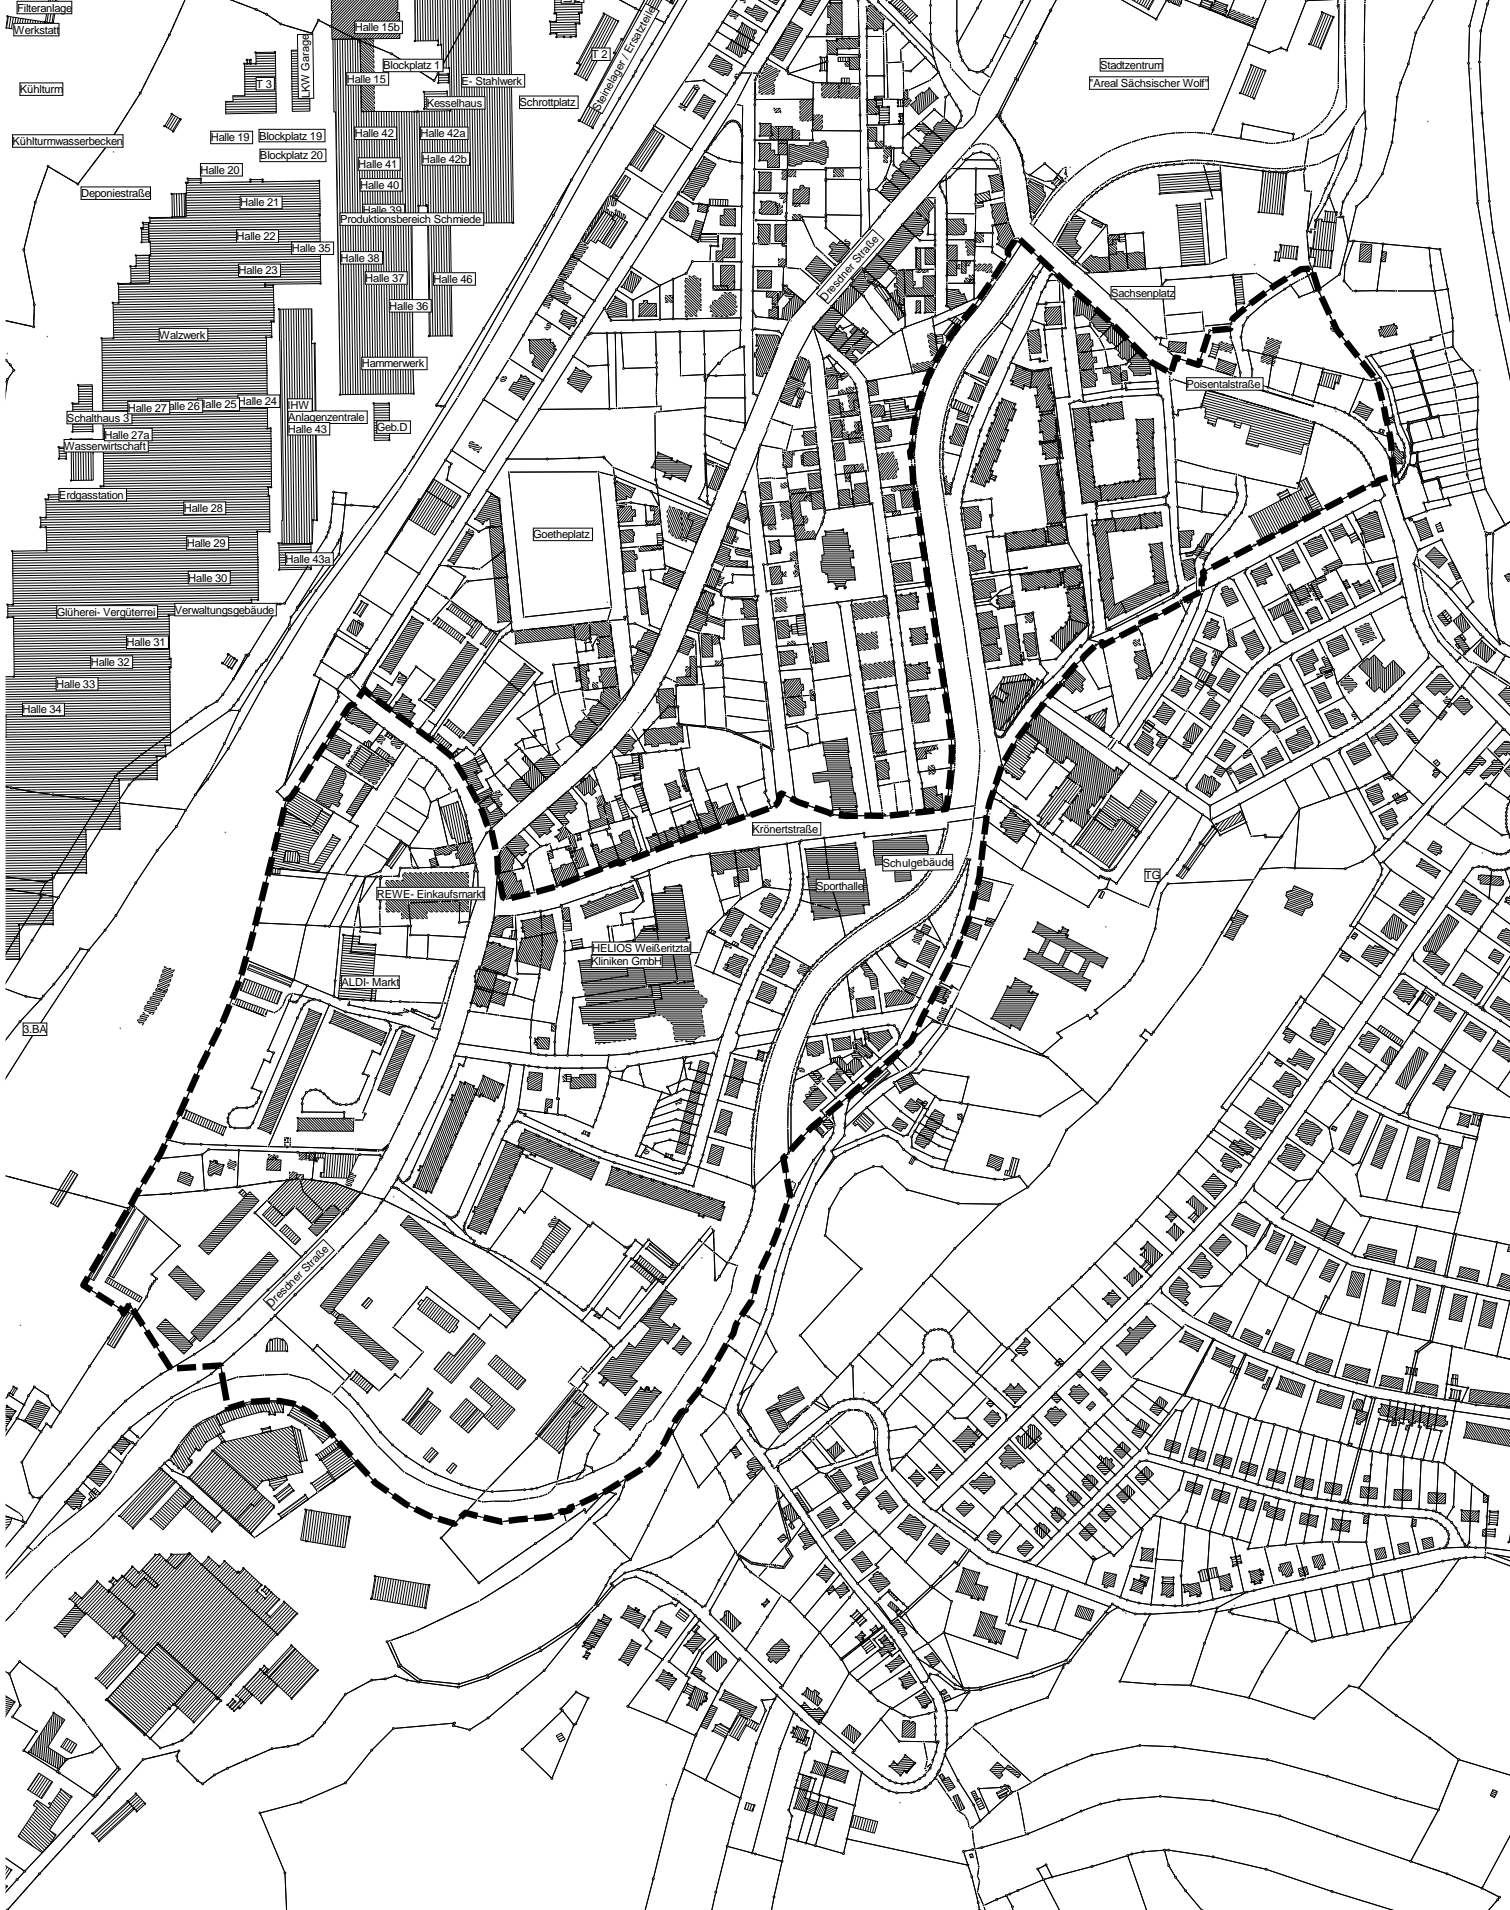 Filteranlage
Werkstatt
Kühlturm
Kühlturmwasserbecken
Deponiestraße
T 3
LKW Garage
Halle 15b
Blockplatz 1
Halle 15
E- Stahlwerk
Kesselhaus
Schrottplatz
T 2
Steinelager / Ersatzteile
Stadtzentrum
"Areal Sächsischer Wolf"
Halle 19
Blockplatz 19
Blockplatz 20
Halle 42
Halle 42a
Halle 41
Halle 42b
Halle 40
Halle 39
Produktionsbereich Schmiede
Halle 20
Halle 21
Halle 22
Halle 35
Halle 23
Halle 38
Halle 37
Halle 46
Halle 36
Dresdner Straße
Sachsenplatz
Walzwerk
Hammerwerk
Poisentalstraße
Schalthaus 3
Halle 27
alle 26
Halle 25
Halle 24
IHW
Anlagenzentrale
Halle 43
Geb.D
Halle 27a
Wasserwirtschaft
Erdgasstation
Halle 28
Halle 29
Halle 43a
Halle 30
Goetheplatz
Glüherei- Vergüterrei
Verwaltungsgebäude
Halle 31
Halle 32
Halle 33
Halle 34
Krönertstraße
Schulgebäude
Sporthalle
TG
REWE- Einkaufsmarkt
HELIOS Weißeritztal
Kliniken GmbH
ALDI- Markt
3.BA
Dresdner Straße